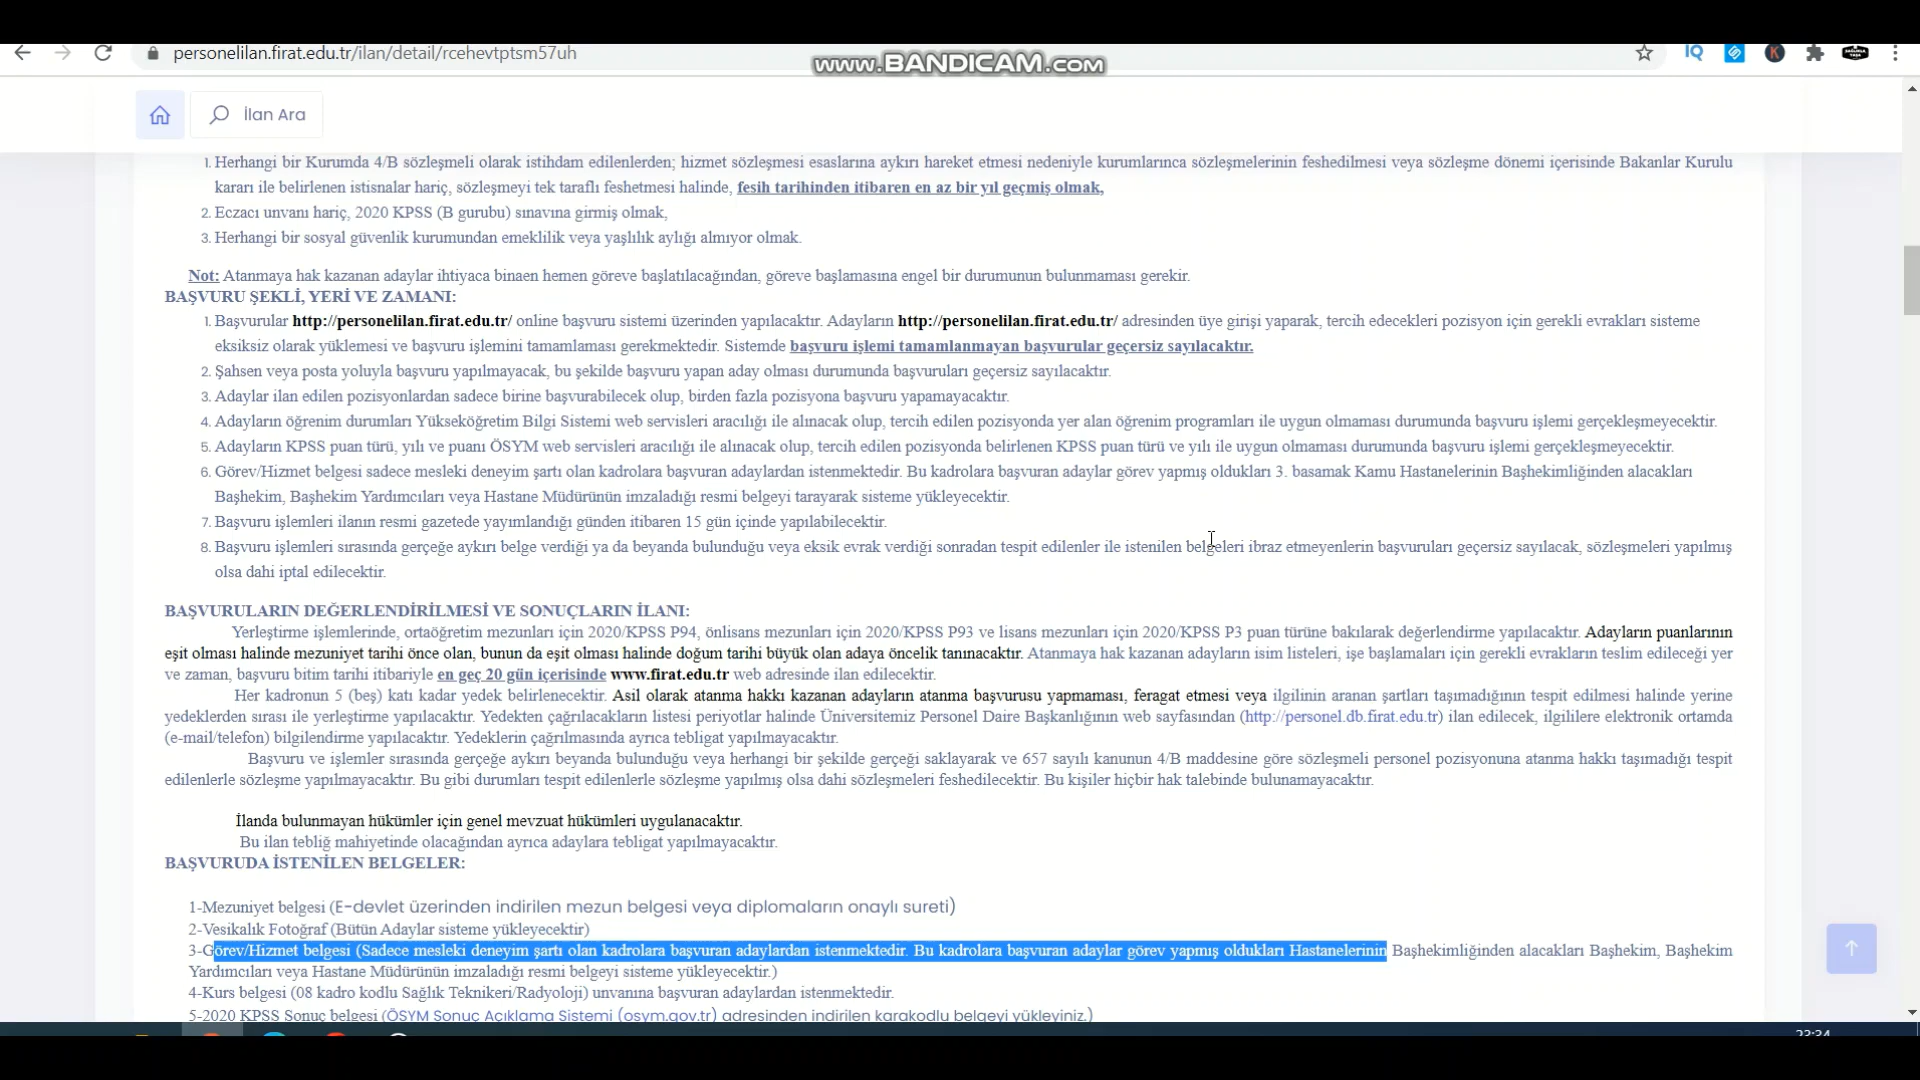 personelilan.firat.edu.tr/ilan/detail/rcehevtptsm57uh
www.BANDICAM.com
İlan Ara
1. Herhangi bir Kurumda 4/B sözleşmeli olarak istihdam edilenlerden; hizmet sözleşmesi esaslarına aykırı hareket etmesi nedeniyle kurumlarınca sözleşmelerinin feshedilmesi veya sözleşme dönemi içerisinde Bakanlar Kurulu
kararı ile belirlenen istisnalar hariç, sözleşmeyi tek taraflı feshetmesi halinde, fesih tarihinden itibaren en az bir yıl geçmiş olmak,
2. Eczacı unvanı hariç, 2020 KPSS (B gurubu) sınavına girmiş olmak,
3. Herhangi bir sosyal güvenlik kurumundan emeklilik veya yaşlılık aylığı almıyor olmak.
Not: Atanmaya hak kazanan adaylar ihtiyaca binaen hemen göreve başlatılacağından, göreve başlamasına engel bir durumunun bulunmaması gerekir.
BAŞVURU ŞEKLİ, YERİ VE ZAMANI:
1. Başvurular http://personelilan.firat.edu.tr/ online başvuru sistemi üzerinden yapılacaktır. Adayların http://personelilan.firat.edu.tr/ adresinden üye girişi yaparak, tercih edecekleri pozisyon için gerekli evrakları sisteme
eksiksiz olarak yüklemesi ve başvuru işlemini tamamlaması gerekmektedir. Sistemde başvuru işlemi tamamlanmayan başvurular geçersiz sayılacaktır.
2. Şahsen veya posta yoluyla başvuru yapılmayacak, bu şekilde başvuru yapan aday olması durumunda başvuruları geçersiz sayılacaktır.
3. Adaylar ilan edilen pozisyonlardan sadece birine başvurabilecek olup, birden fazla pozisyona başvuru yapamayacaktır.
4. Adayların öğrenim durumları Yükseköğretim Bilgi Sistemi web servisleri aracılığı ile alınacak olup, tercih edilen pozisyonda yer alan öğrenim programları ile uygun olmaması durumunda başvuru işlemi gerçekleşmeyecektir.
5. Adayların KPSS puan türü, yılı ve puanı ÖSYM web servisleri aracılığı ile alınacak olup, tercih edilen pozisyonda belirlenen KPSS puan türü ve yılı ile uygun olmaması durumunda başvuru işlemi gerçekleşmeyecektir.
6. Görev/Hizmet belgesi sadece mesleki deneyim şartı olan kadrolara başvuran adaylardan istenmektedir. Bu kadrolara başvuran adaylar görev yapmış oldukları 3. basamak Kamu Hastanelerinin Başhekimliğinden alacakları
Başhekim, Başhekim Yardımcıları veya Hastane Müdürünün imzaladığı resmi belgeyi tarayarak sisteme yükleyecektir.
7. Başvuru işlemleri ilanın resmi gazetede yayımlandığı günden itibaren 15 gün içinde yapılabilecektir.
8. Başvuru işlemleri sırasında gerçeğe aykırı belge verdiği ya da beyanda bulunduğu veya eksik evrak verdiği sonradan tespit edilenler ile istenilen belgeleri ibraz etmeyenlerin başvuruları geçersiz sayılacak, sözleşmeleri yapılmış
olsa dahi iptal edilecektir.
BAŞVURULARIN DEĞERLENDİRİLMESİ VE SONUÇLARIN İLANI:
Yerleştirme işlemlerinde, ortaöğretim mezunları için 2020/KPSS P94, önlisans mezunları için 2020/KPSS P93 ve lisans mezunları için 2020/KPSS P3 puan türüne bakılarak değerlendirme yapılacaktır. Adayların puanlarının
eşit olması halinde mezuniyet tarihi önce olan, bunun da eşit olması halinde doğum tarihi büyük olan adaya öncelik tanınacaktır. Atanmaya hak kazanan adayların isim listeleri, işe başlamaları için gerekli evrakların teslim edileceği yer
ve zaman, başvuru bitim tarihi itibariyle en geç 20 gün içerisinde www.firat.edu.tr web adresinde ilan edilecektir.
Her kadronun 5 (beş) katı kadar yedek belirlenecektir. Asil olarak atanma hakkı kazanan adayların atanma başvurusu yapmaması, feragat etmesi veya ilgilinin aranan şartları taşımadığının tespit edilmesi halinde yerine
yedeklerden sırası ile yerleştirme yapılacaktır. Yedekten çağrılacakların listesi periyotlar halinde Üniversitemiz Personel Daire Başkanlığının web sayfasından (http://personel.db.firat.edu.tr) ilan edilecek, ilgililere elektronik ortamda
(e-mail/telefon) bilgilendirme yapılacaktır. Yedeklerin çağrılmasında ayrıca tebligat yapılmayacaktır.
Başvuru ve işlemler sırasında gerçeğe aykırı beyanda bulunduğu veya herhangi bir şekilde gerçeği saklayarak ve 657 sayılı kanunun 4/B maddesine göre sözleşmeli personel pozisyonuna atanma hakkı taşımadığı tespit
edilenlerle sözleşme yapılmayacaktır. Bu gibi durumları tespit edilenlerle sözleşme yapılmış olsa dahi sözleşmeleri feshedilecektir. Bu kişiler hiçbir hak talebinde bulunamayacaktır.
İlanda bulunmayan hükümler için genel mevzuat hükümleri uygulanacaktır.
Bu ilan tebliğ mahiyetinde olacağından ayrıca adaylara tebligat yapılmayacaktır.
BAŞVURUDA İSTENİLEN BELGELER:
1-Mezuniyet belgesi (E-devlet üzerinden indirilen mezun belgesi veya diplomaların onaylı sureti)
2-Vesikalık Fotoğraf (Bütün Adaylar sisteme yükleyecektir)
3-Görev/Hizmet belgesi (Sadece mesleki deneyim şartı olan kadrolara başvuran adaylardan istenmektedir. Bu kadrolara başvuran adaylar görev yapmış oldukları Hastanelerinin Başhekimliğinden alacakları Başhekim, Başhekim
Yardımcıları veya Hastane Müdürünün imzaladığı resmi belgeyi sisteme yükleyecektir.)
4-Kurs belgesi (08 kadro kodlu Sağlık Teknikeri/Radyoloji) unvanına başvuran adaylardan istenmektedir.
5-2020 KPSS Sonuç belgesi (ÖSYM Sonuç Açıklama Sistemi (osym.gov.tr) adresinden indirilen karakodlu belgeyi yükleyiniz.)